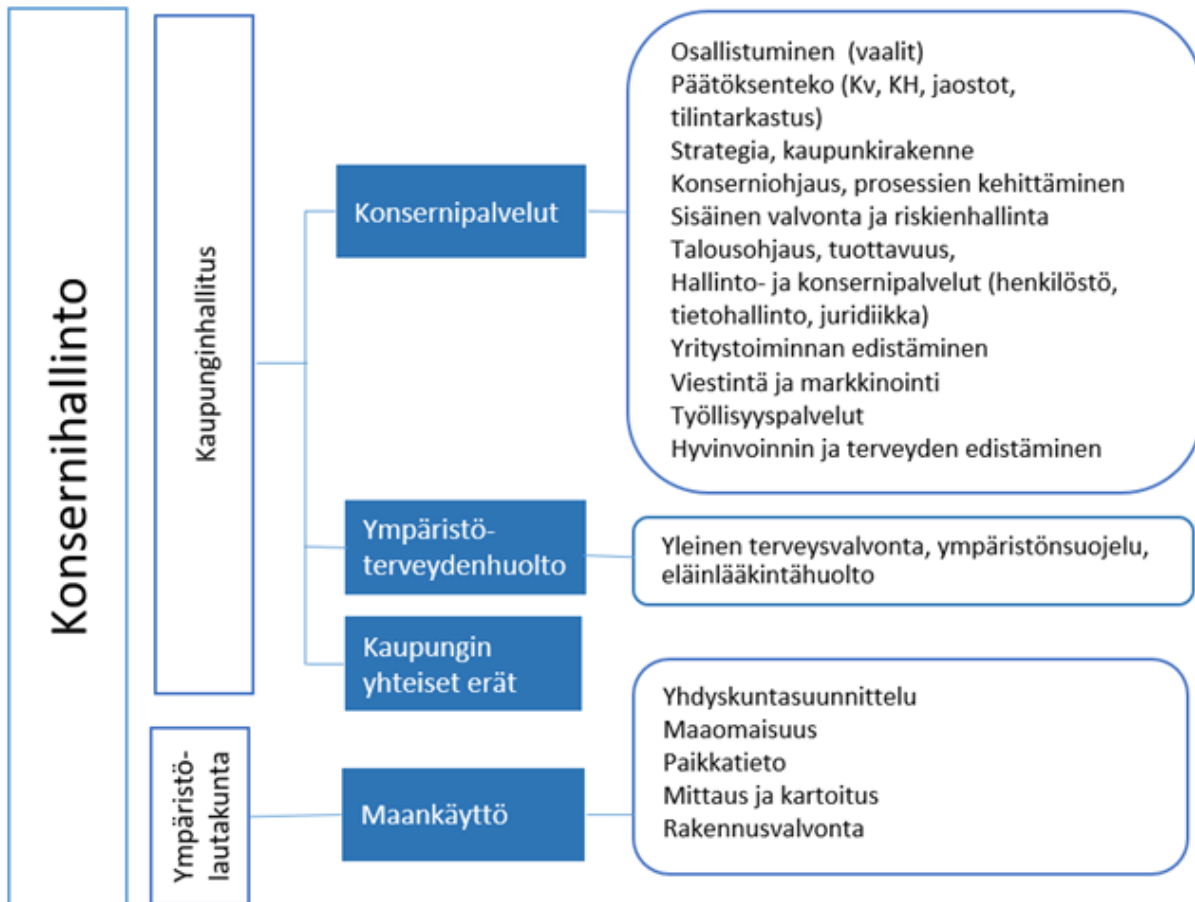 Konsernihallinto
Kaupunginhallitus
Konsernipalvelut
Osallistuminen (vaalit)
Päätöksenteko (Kv, KH, jaostot,
tilintarkastus)
Strategia, kaupunkirakenne
Konserniohjaus, prosessien kehittäminen
Sisäinen valvonta ja riskienhallinta
Talousohjaus, tuottavuus,
Hallinto- ja konsernipalvelut (henkilöstö,
tietohallinto, juridiikka)
Yritystoiminnan edistäminen
Viestintä ja markkinointi
Työllisyyspalvelut
Hyvinvoinnin ja terveyden edistäminen
Ympäristö-
terveydenhuolto
Yleinen terveysvalvonta, ympäristönsuojelu,
eläinlääkintähuolto
Kaupungin
yhteiset erät
Ympäristö-
lautakunta
Maankäyttö
Yhdyskuntasuunnittelu
Maaomaisuus
Paikkatieto
Mittaus ja kartoitus
Rakennusvalvonta